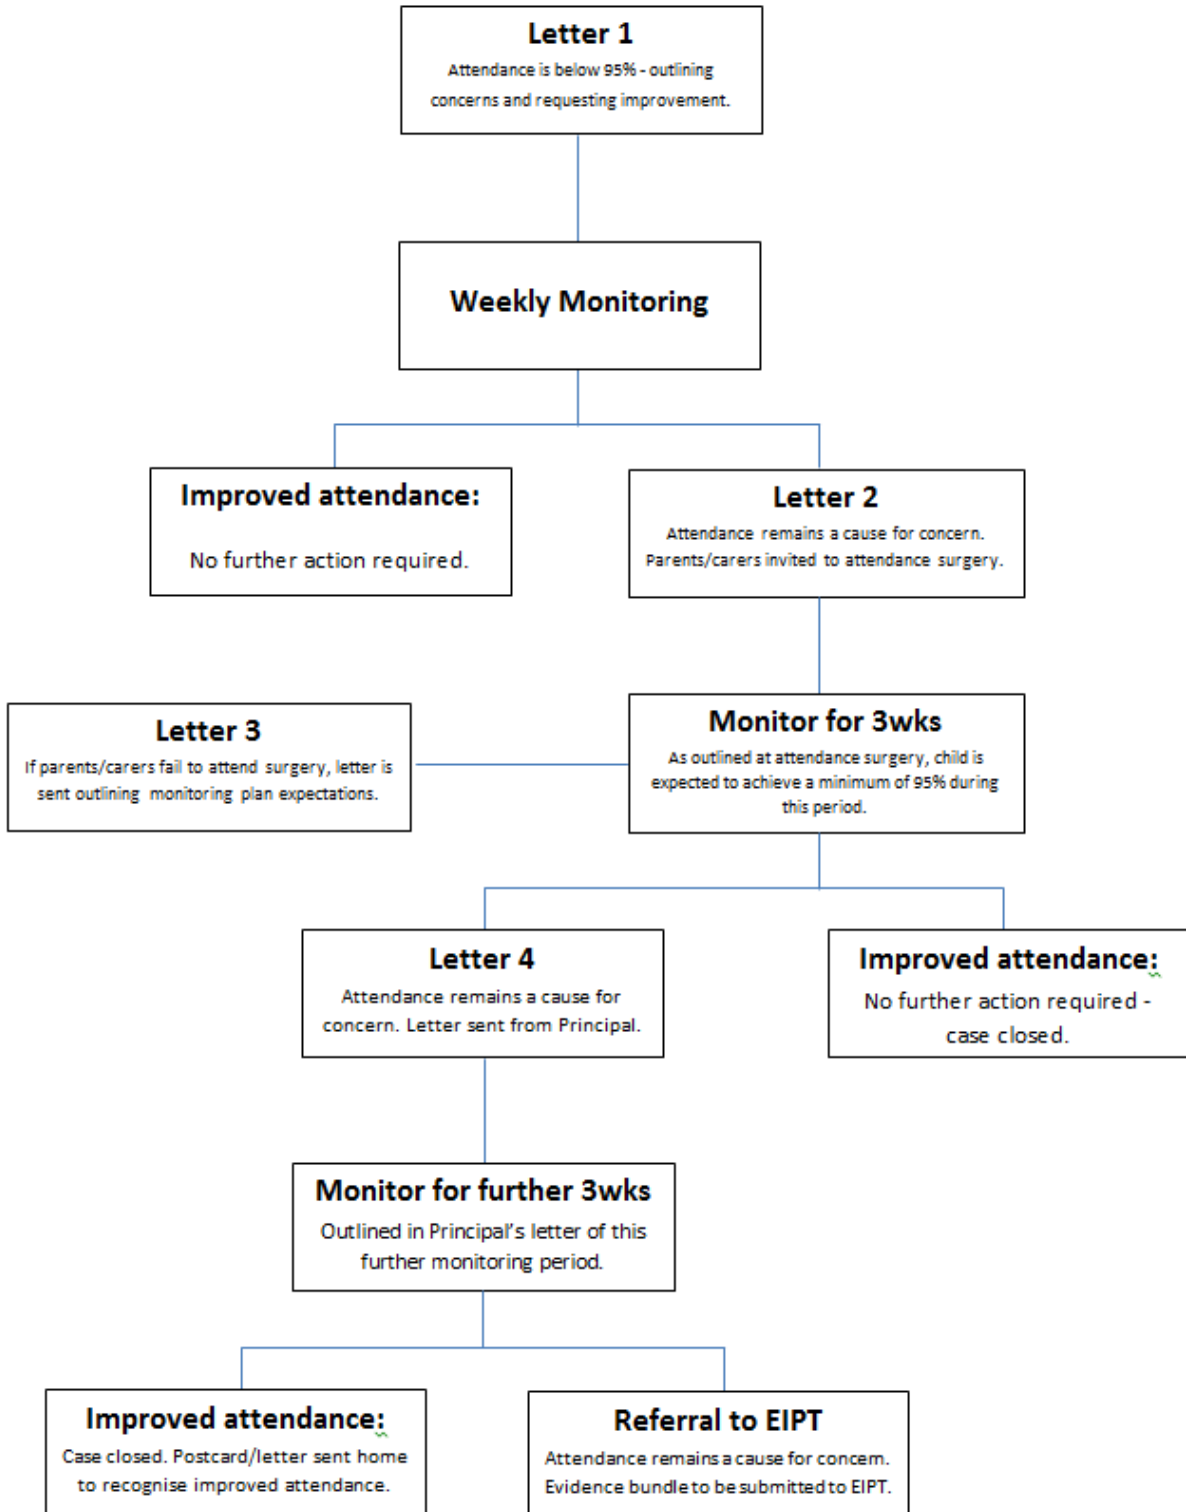 Letter 1
Attendance is below 95% - outlining
concerns and requesting improvement.
Weekly Monitoring
Improved attendance:
No further action required.
Letter 2
Attendance remains a cause for concern.
Parents/carers invited to attendance surgery.
Letter 3
If parents/carers fail to attend surgery, letter is
sent outlining monitoring plan expectations.
Monitor for 3wks
As outlined at attendance surgery, child is
expected to achieve a minimum of 95% during
this period.
Letter 4
Attendance remains a cause for
concern. Letter sent from Principal.
Improved attendance:
No further action required -
case closed.
Monitor for further 3wks
Outlined in Principal's letter of this
further monitoring period.
Improved attendance:
Case closed. Postcard/letter sent home
to recognise improved attendance.
Referral to EIPT
Attendance remains a cause for concern.
Evidence bundle to be submitted to EIPT.